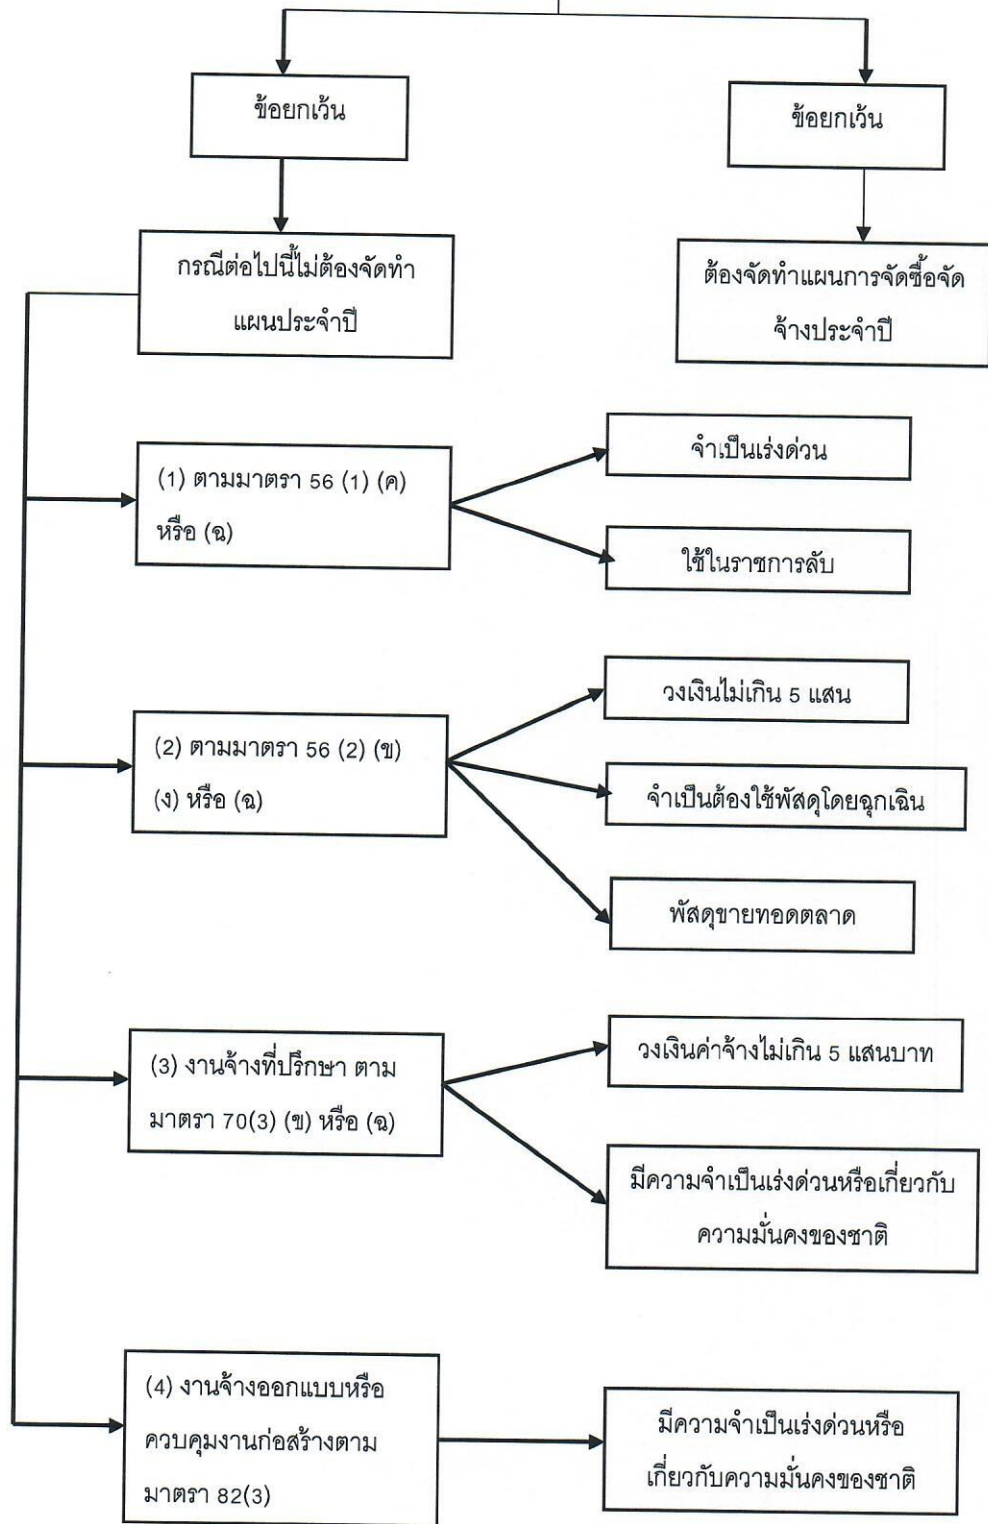 ข้อยกเว้น
ข้อยกเว้น
กรณีต่อไปนี้ไม่ต้องจัดทำ
แผนประจำปี
ต้องจัดทำแผนการจัดซื้อจัด
จ้างประจำปี
(1) ตามมาตรา 56 (1) (ค)
หรือ (ฉ)
จำเป็นเร่งด่วน
ใช้ในราชการลับ
(2) ตามมาตรา 56 (2) (ข)
(ง) หรือ (ฉ)
วงเงินไม่เกิน 5 แสน
จำเป็นต้องใช้พัสดุโดยฉุกเฉิน
พัสดุขายทอดตลาด
(3) งานจ้างที่ปรึกษา ตาม
มาตรา 70(3) (ข) หรือ (ฉ)
วงเงินค่าจ้างไม่เกิน 5 แสนบาท
มีความจำเป็นเร่งด่วนหรือเกี่ยวกับ
ความมั่นคงของชาติ
(4) งานจ้างออกแบบหรือ
ควบคุมงานก่อสร้างตาม
มาตรา 82(3)
มีความจำเป็นเร่งด่วนหรือ
เกี่ยวกับความมั่นคงของชาติ